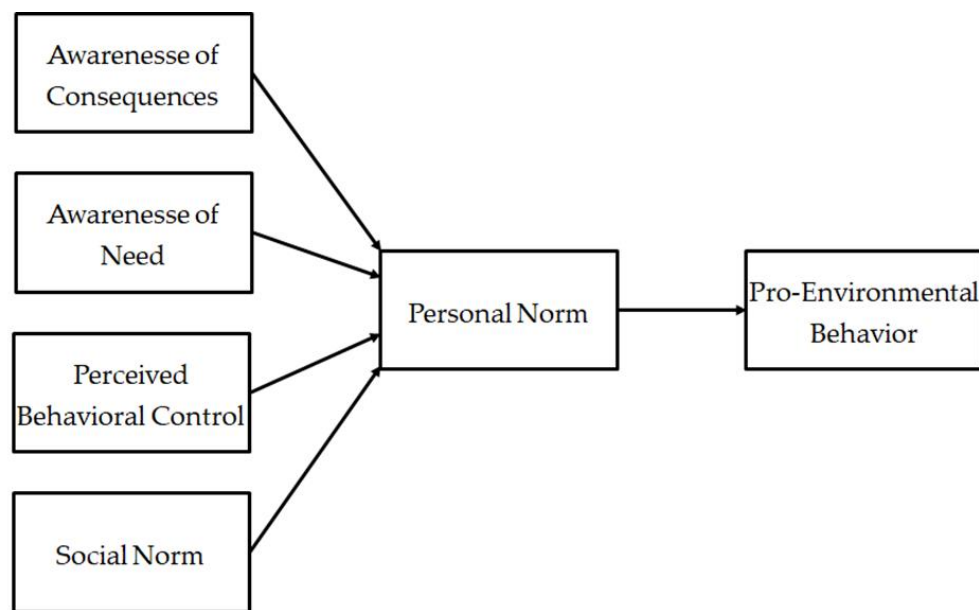 Awarenesse of
Consequences
Awarenesse of
Need
Perceived
Behavioral Control
Social Norm
Personal Norm
Pro-Environmental
Behavior